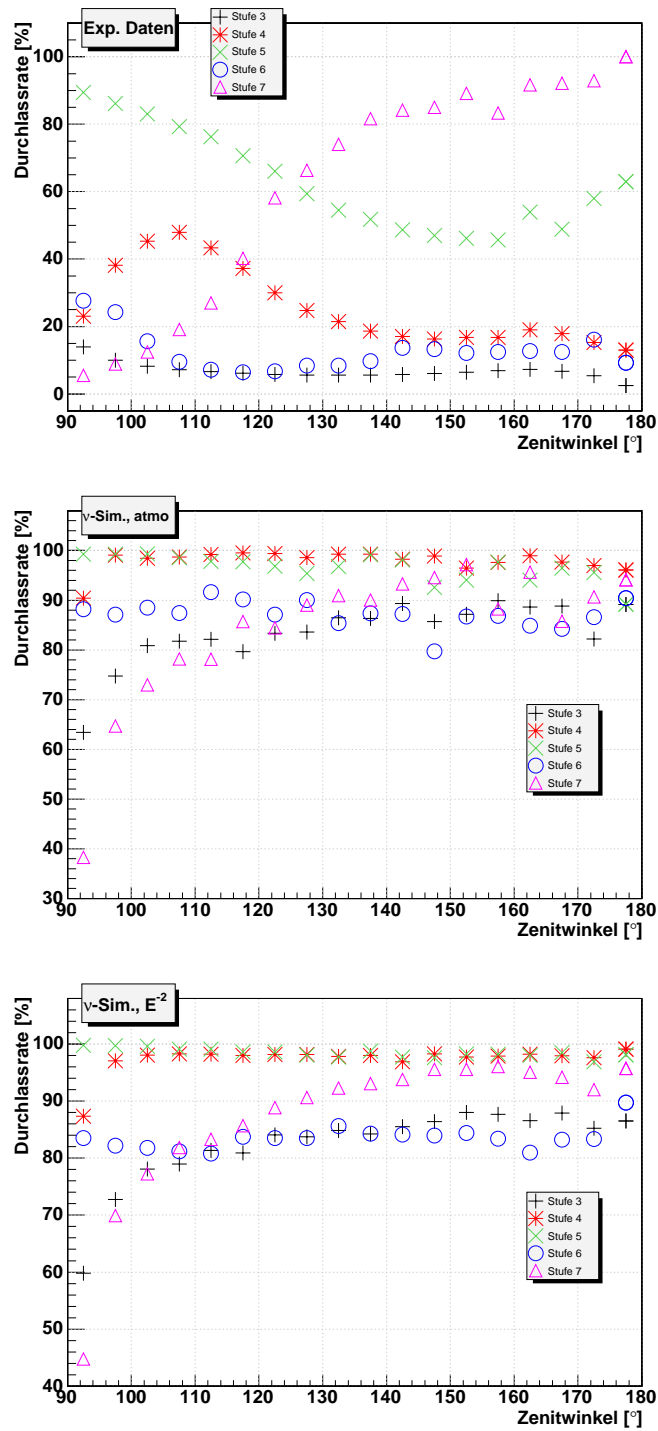 Exp. Daten
Stufe 3
Stufe 4
Stufe 5
Stufe 6
Stufe 7
Durchlassrate [%]
100
80
60
40
20
0
90 100 110 120 130 140 150 160 170 180
Zenitwinkel [°]
ν-Sim., atmo
Durchlassrate [%]
100
90
80
70
60
50
40
30
Stufe 3
Stufe 4
Stufe 5
Stufe 6
Stufe 7
90 100 110 120 130 140 150 160 170 180
Zenitwinkel [°]
ν-Sim., E⁻²
Durchlassrate [%]
100
90
80
70
60
50
40
Stufe 3
Stufe 4
Stufe 5
Stufe 6
Stufe 7
90 100 110 120 130 140 150 160 170 180
Zenitwinkel [°]